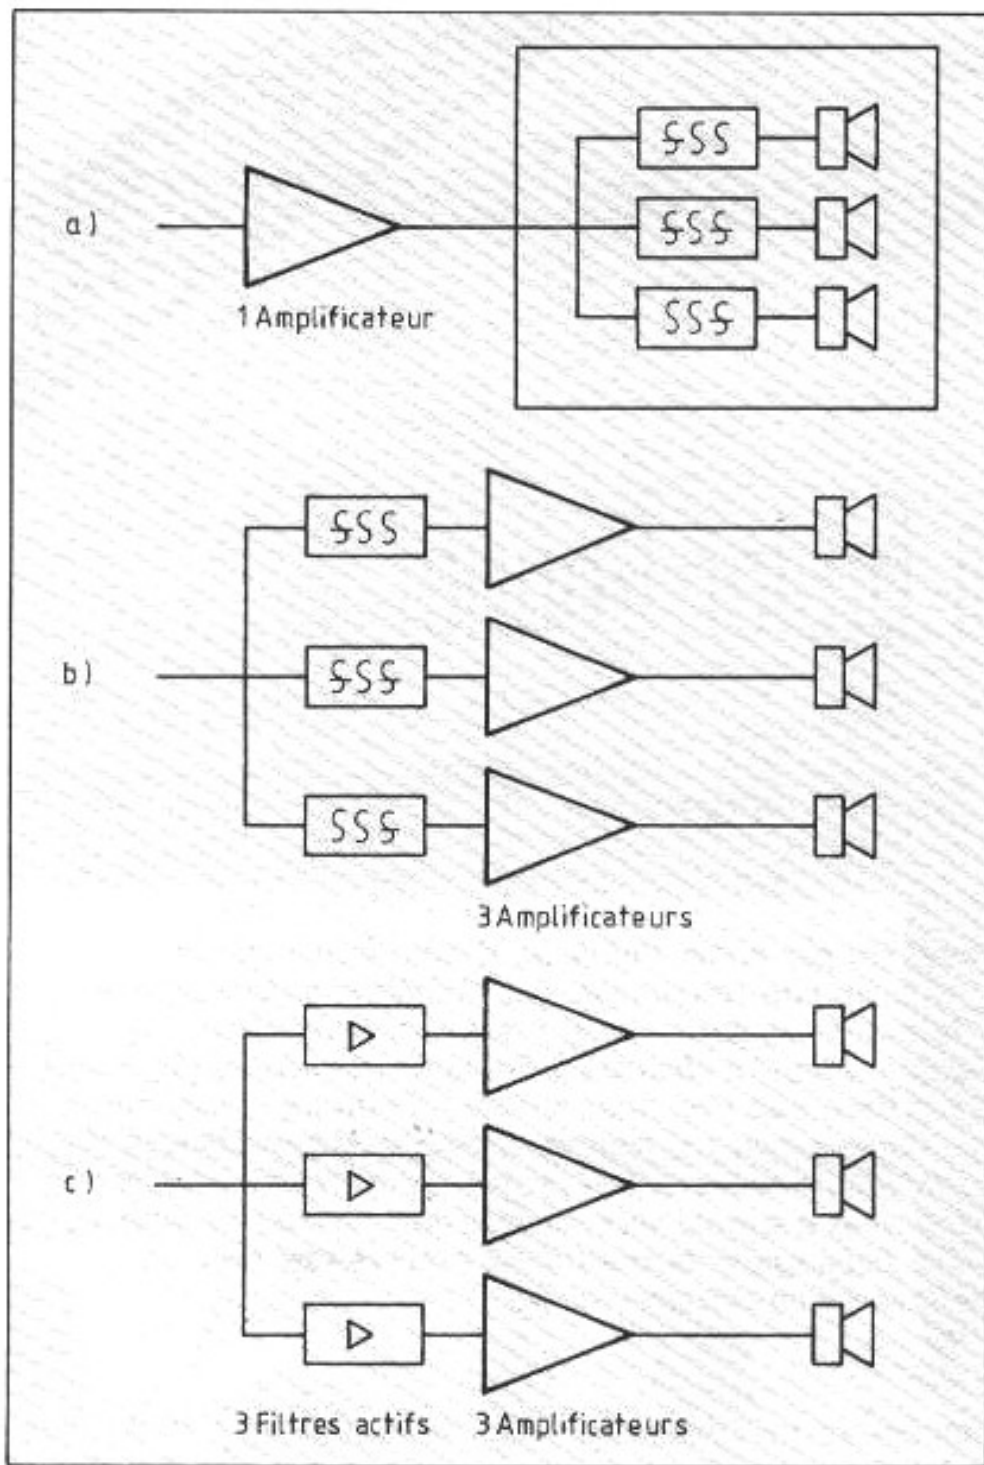 a)
1 Amplificateur
b)
3 Amplificateurs
c)
3 Filtres actifs 3 Amplificateurs